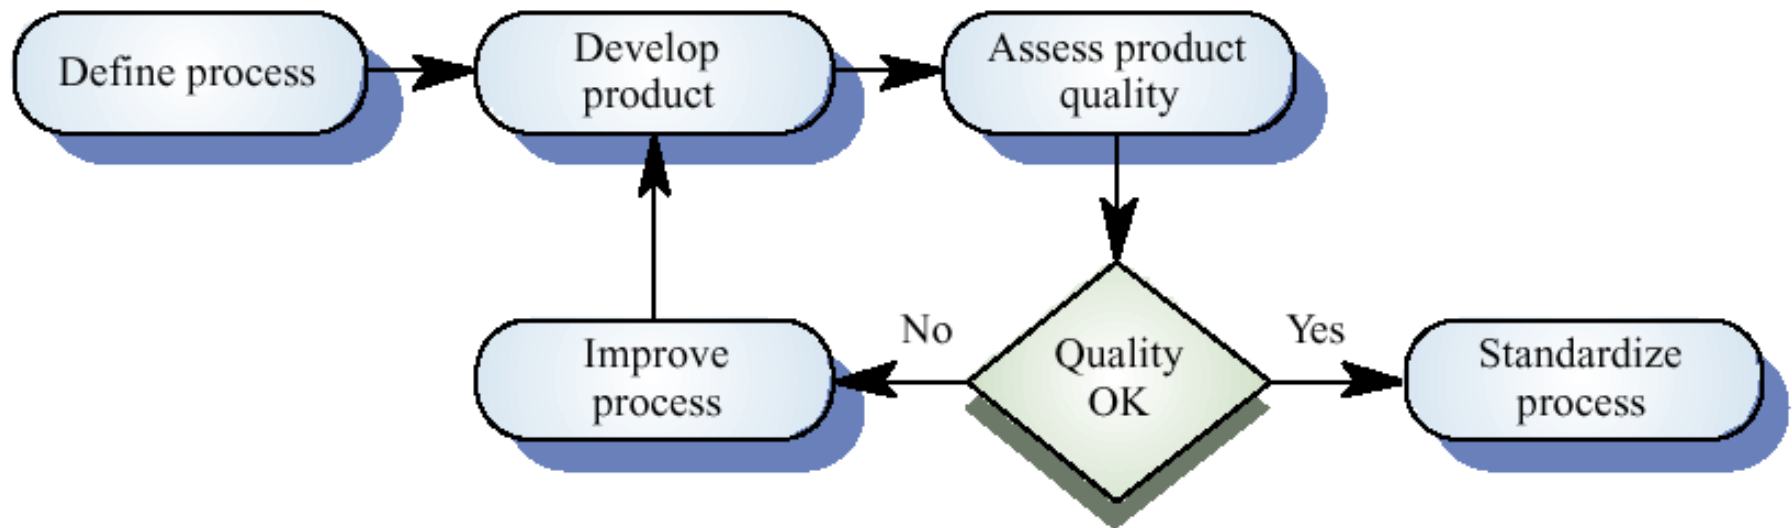 Define process
Develop
product
Assess product
quality
No
Yes
Improve
process
Quality
OK
Standardize
process